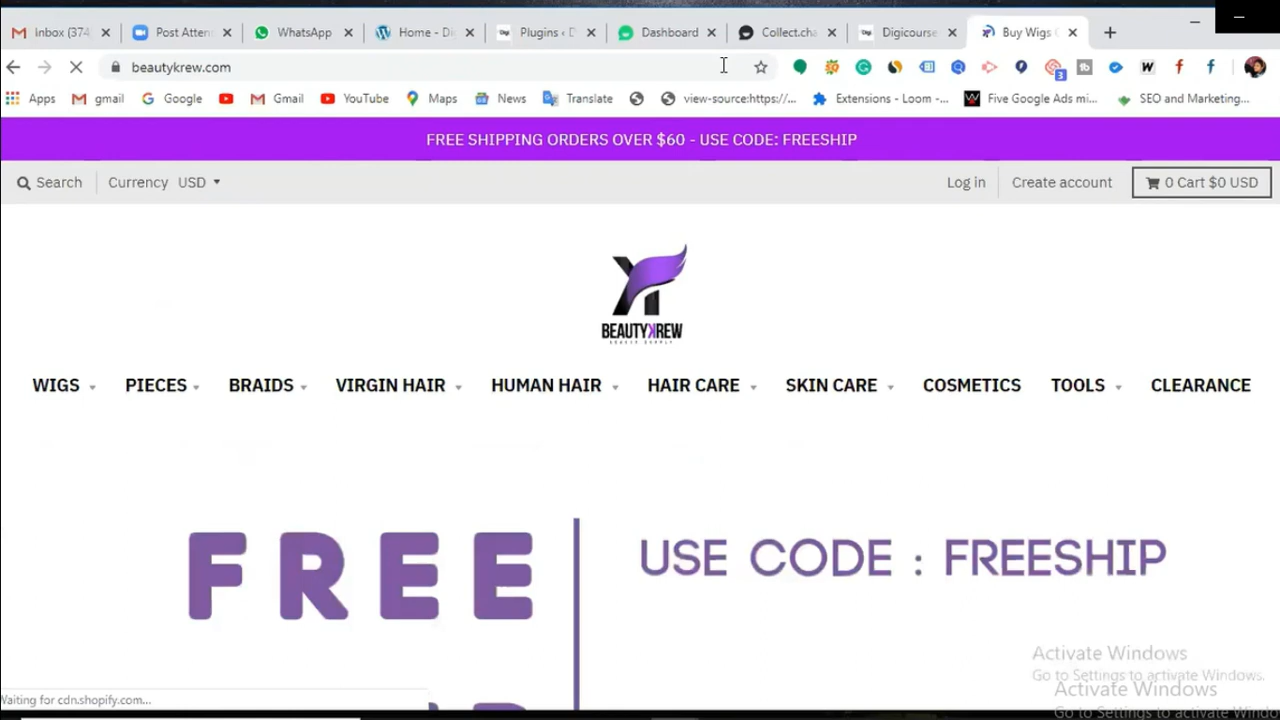 Inbox (374 Post Atten WhatsApp Home - Di Plugins ‹ D Dashboard Collect.cha Digicourse Buy Wigs
beautykrew.com
Apps gmail Google Gmail YouTube Maps News Translate view-source:https://... Extensions - Loom -... Five Google Ads mi... SEO and Marketing...
FREE SHIPPING ORDERS OVER $60 - USE CODE: FREESHIP
Search Currency USD Log in Create account 0 Cart $0 USD
BEAUTYKREW
BEAUTY SUPPLY
WIGS PIECES BRAIDS VIRGIN HAIR HUMAN HAIR HAIR CARE SKIN CARE COSMETICS TOOLS CLEARANCE
FREE USE CODE : FREESHIP
Activate Windows
Go to Settings to activate Windows.
Activate Windows
Go to Settings to activate Windo
Waiting for cdn.shopify.com...